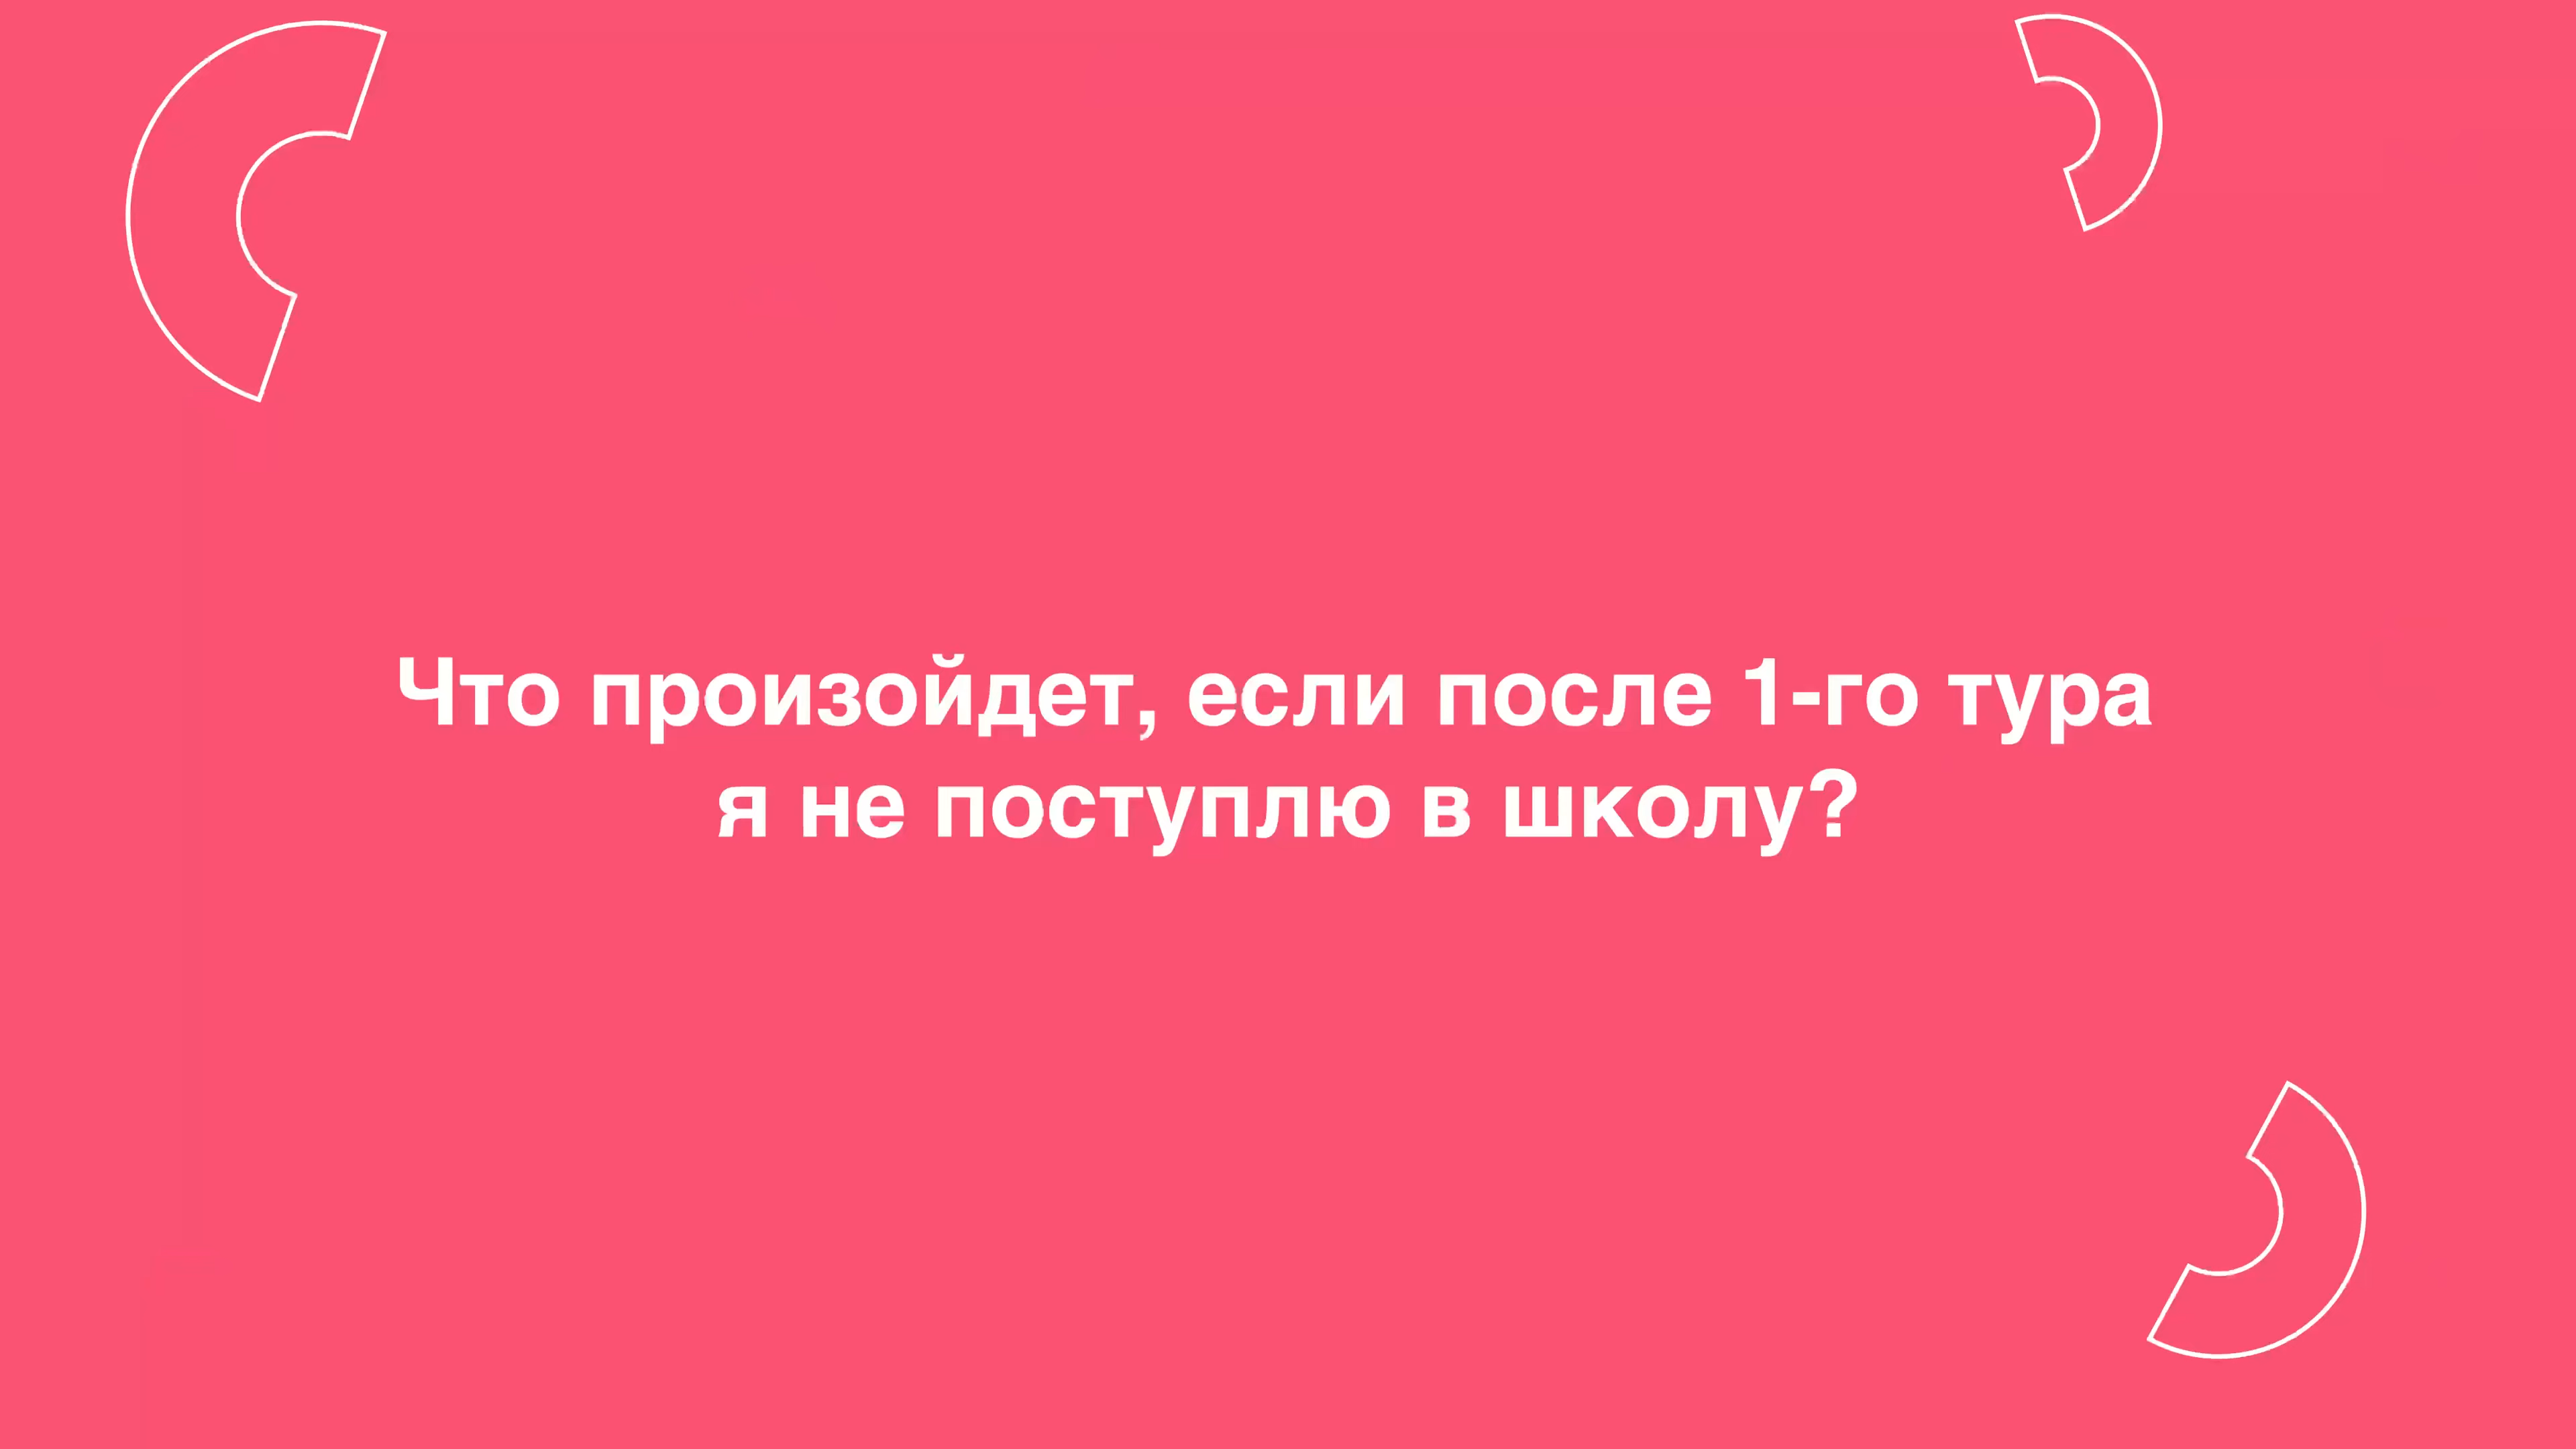 Что произойдет, если после 1-го тура
я не поступлю в школу?